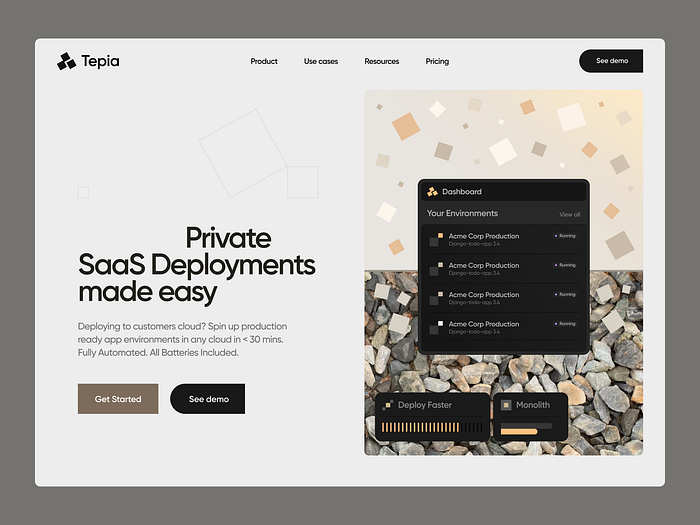 Tepia
Product
Use cases
Resources
Pricing
See demo
Private
SaaS Deployments
made easy
Deploying to customers cloud? Spin up production
ready app environments in any cloud in < 30 mins.
Fully Automated. All Batteries Included.
Get Started
See demo
Dashboard
Your Environments
View all
Acme Corp Production
Running
Django-todo-app 3.4
Acme Corp Production
Running
Django-todo-app 3.4
Acme Corp Production
Running
Django-todo-app 3.4
Acme Corp Production
Running
Django-todo-app 3.4
Deploy Faster
Monolith